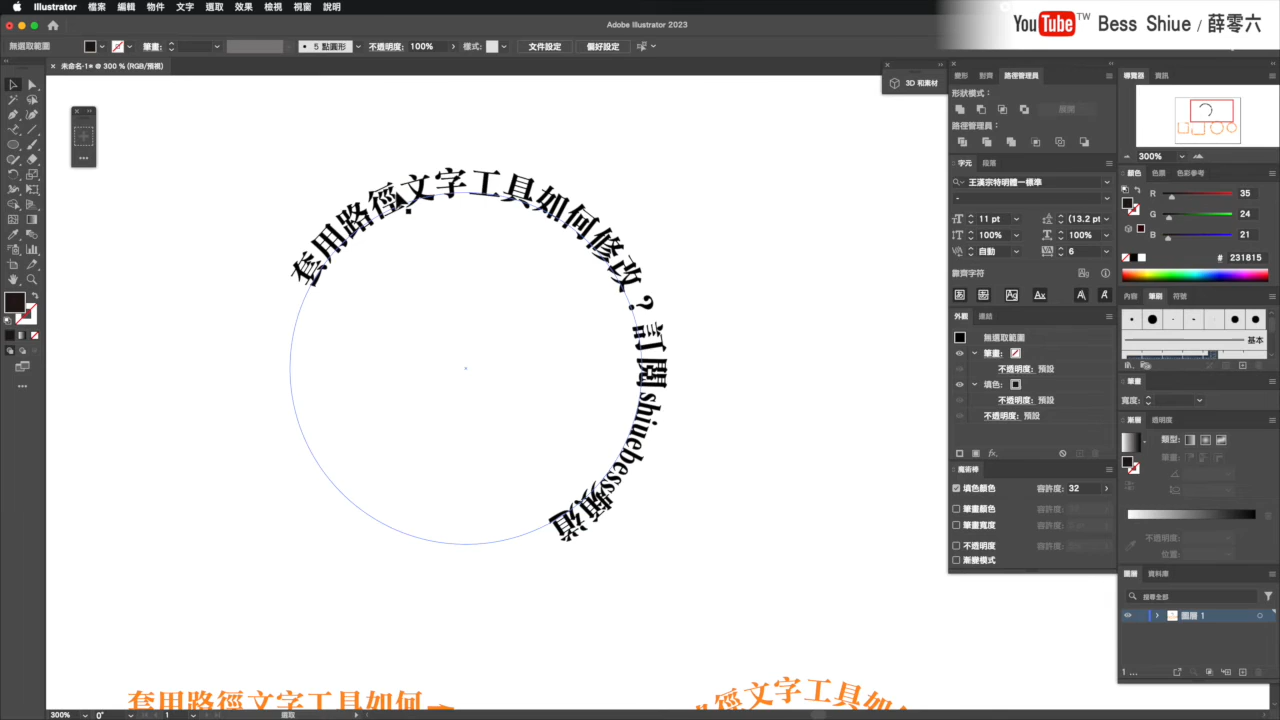 Illustrator 檔案 編輯 物件 文字 選取 效果 檢視 視窗 說明
Adobe Illustrator 2023
YouTube TW Bess Shiue / 薛零六
無選取範圍 筆畫: 5 點圓形 不透明度: 100% 樣式: 文件設定 偏好設定
未命名-1* @ 300 % (RGB/預視)
3D 和素材
變形 對齊 路徑管理員
形狀模式:
展開
路徑管理員:
字元 段落
王漢宗特明體一標準
-
11 pt (13.2 pt)
100% 100%
自動 6
靠齊字符
外觀 連結
無選取範圍
筆畫:
不透明度: 預設
填色:
不透明度: 預設
不透明度: 預設
魔術棒
填色顏色 容許度: 32
筆畫顏色 容許度:
筆畫寬度 容許度:
不透明度 容許度:
漸變模式
導覽器 資訊
300%
顏色 色票 色彩參考
R 35
G 24
B 21
# 231815
內容 筆刷 符號
基本
筆畫
寬度:
漸層 透明度
類型:
筆畫:
不透明度:
位置:
圖層 資料庫
搜尋全部
圖層 1
1 ...
套用路徑文字工具如何修改？訂閱shiuebess頻道
套用路徑文字工具如何
徑文字工具如
300% 0° 1 選取